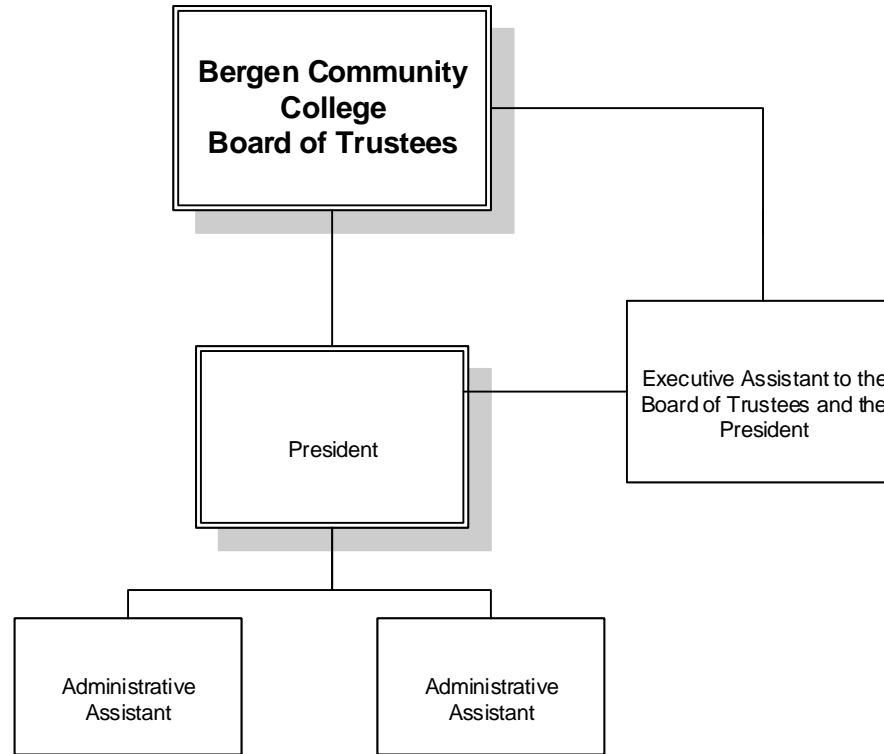 Bergen Community
College
Board of Trustees
Executive Assistant to the
Board of Trustees and the
President
President
Administrative
Assistant
Administrative
Assistant